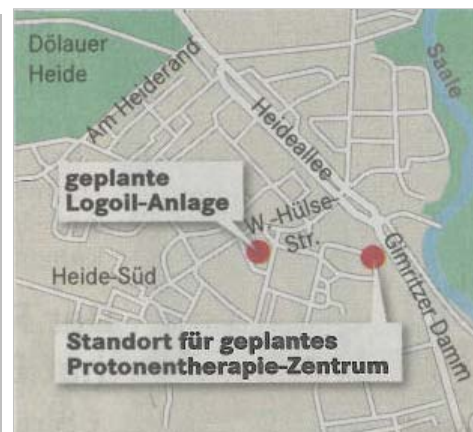 Dölauer
Heide
Am Heiderand
Heideallee
Saale
geplante
Logoil-Anlage
W.-Hülse-
Str.
Gimritzer Damm
Heide-Süd
Standort für geplantes
Protonentherapie-Zentrum